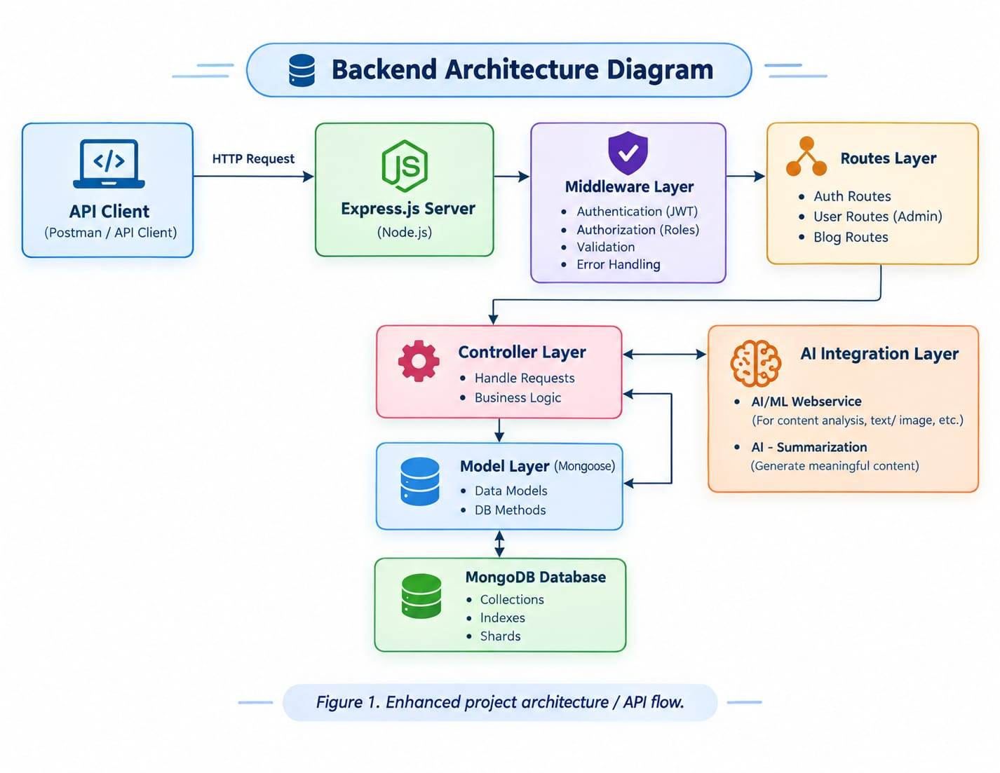 Backend Architecture Diagram
API Client
(Postman / API Client)
HTTP Request
JS
Express.js Server
(Node.js)
Middleware Layer
• Authentication (JWT)
• Authorization (Roles)
• Validation
• Error Handling
Routes Layer
• Auth Routes
• User Routes (Admin)
• Blog Routes
Controller Layer
• Handle Requests
• Business Logic
AI Integration Layer
• AI/ML Webservice
(For content analysis, text/ image, etc.)
• AI - Summarization
(Generate meaningful content)
Model Layer (Mongoose)
• Data Models
• DB Methods
MongoDB Database
• Collections
• Indexes
• Shards
Figure 1. Enhanced project architecture / API flow.